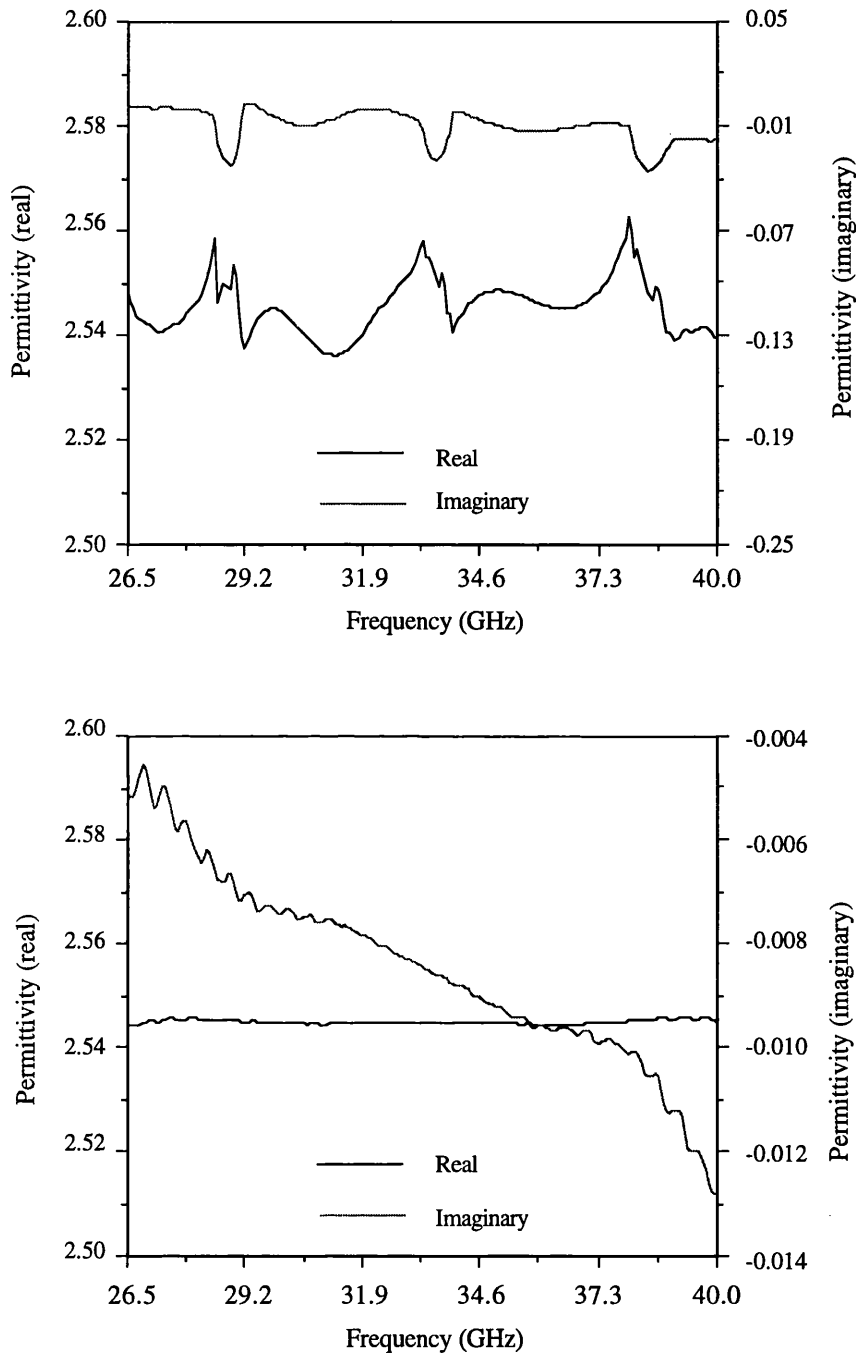 2.60
2.58
2.56
2.54
2.52
2.50
Permittivity (real)
0.05
-0.01
-0.07
-0.13
-0.19
-0.25
Permittivity (imaginary)
Real
Imaginary
26.5 29.2 31.9 34.6 37.3 40.0
Frequency (GHz)
2.60
2.58
2.56
2.54
2.52
2.50
Permittivity (real)
-0.004
-0.006
-0.008
-0.010
-0.012
-0.014
Permittivity (imaginary)
Real
Imaginary
26.5 29.2 31.9 34.6 37.3 40.0
Frequency (GHz)